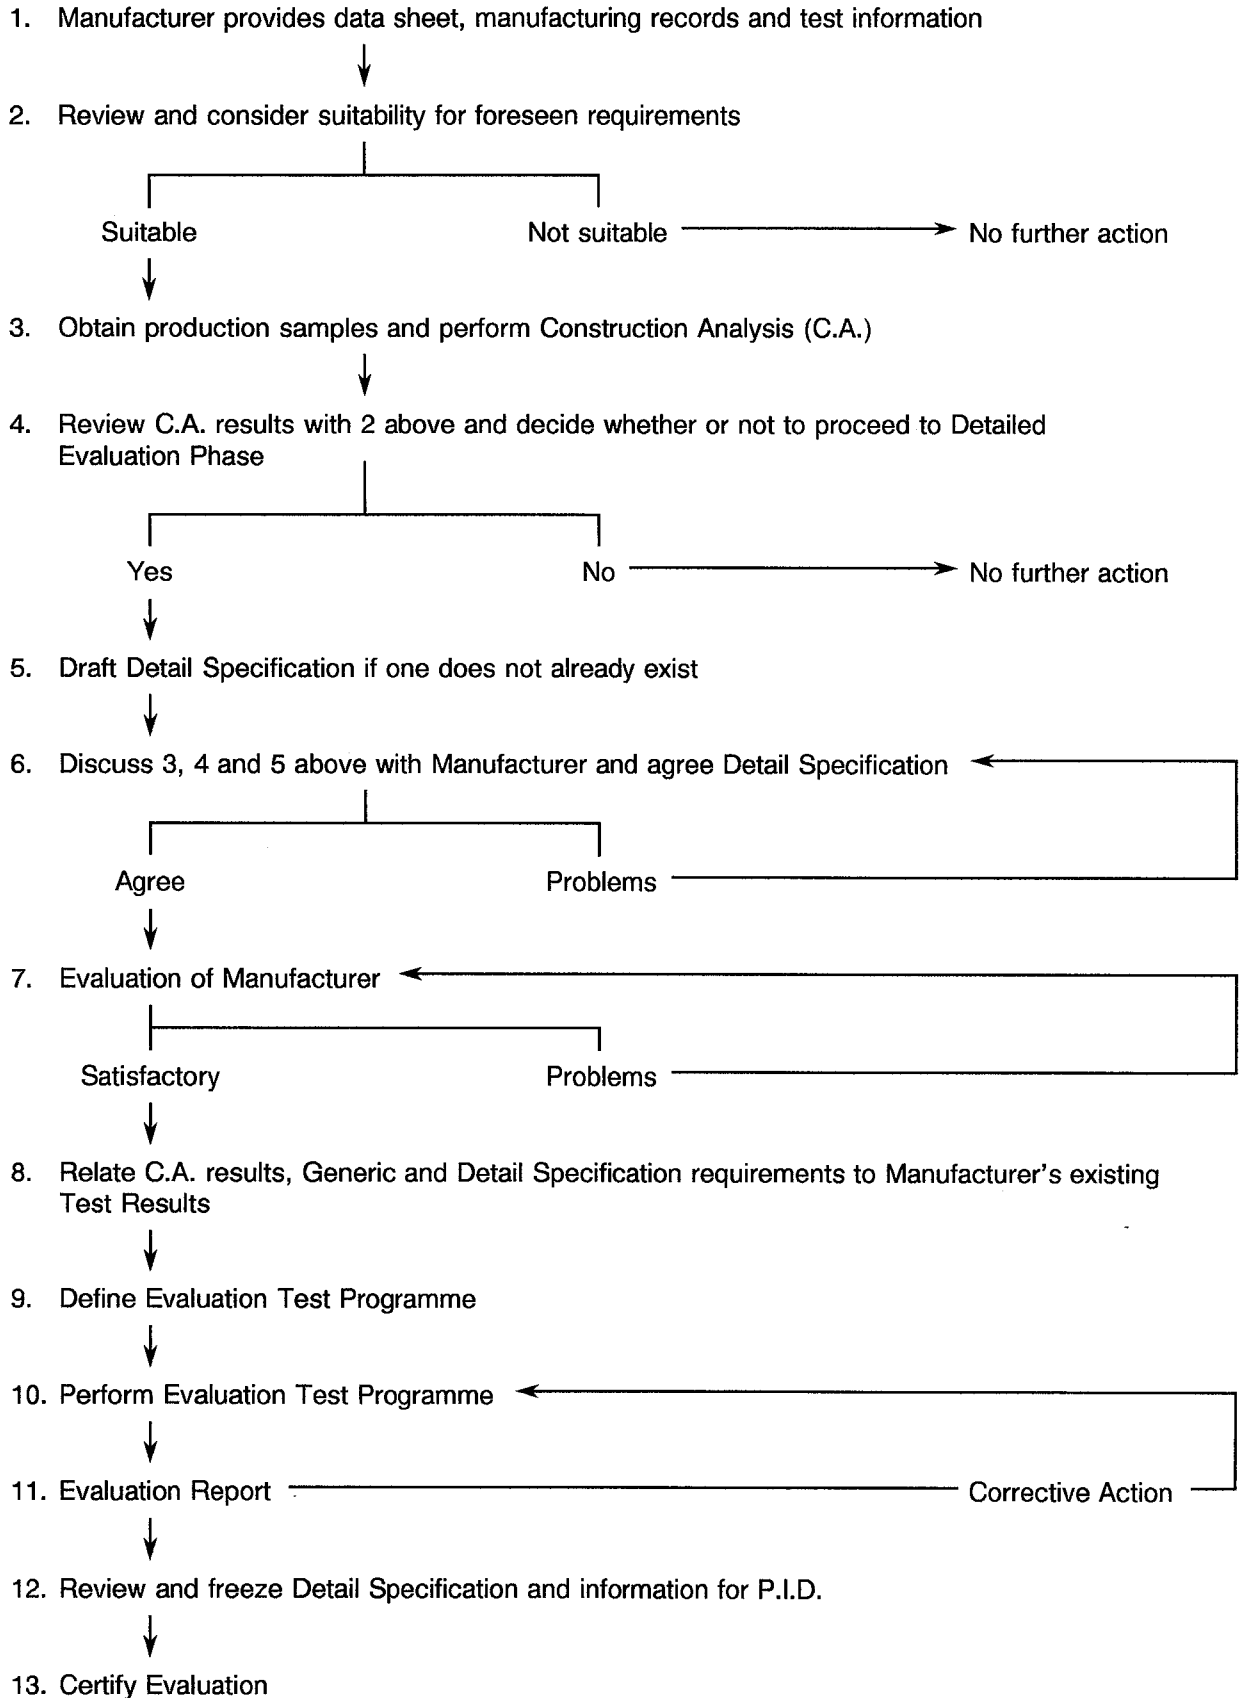 1. Manufacturer provides data sheet, manufacturing records and test information
2. Review and consider suitability for foreseen requirements
Suitable Not suitable No further action
3. Obtain production samples and perform Construction Analysis (C.A.)
4. Review C.A. results with 2 above and decide whether or not to proceed to Detailed
Evaluation Phase
Yes No No further action
5. Draft Detail Specification if one does not already exist
6. Discuss 3, 4 and 5 above with Manufacturer and agree Detail Specification
Agree Problems
7. Evaluation of Manufacturer
Satisfactory Problems
8. Relate C.A. results, Generic and Detail Specification requirements to Manufacturer's existing
Test Results
9. Define Evaluation Test Programme
10. Perform Evaluation Test Programme
11. Evaluation Report Corrective Action
12. Review and freeze Detail Specification and information for P.I.D.
13. Certify Evaluation